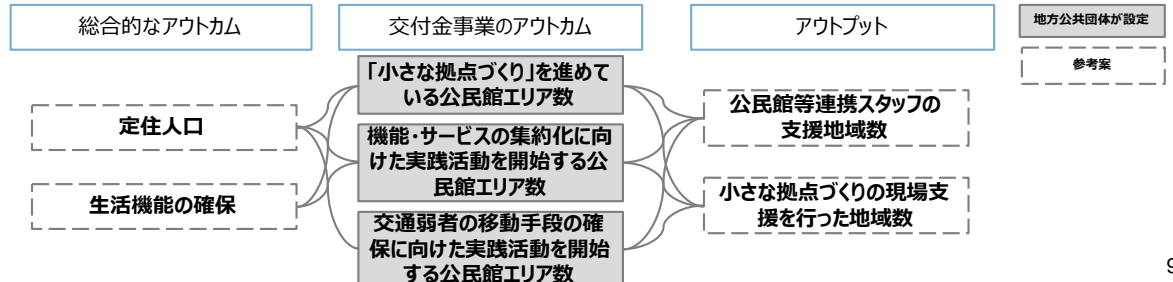 総合的なアウトカム
交付金事業のアウトカム
アウトプット
地方公共団体が設定
参考案
定住人口
生活機能の確保
「小さな拠点づくり」を進めて
いる公民館エリア数
機能・サービスの集約化に向
けた実践活動を開始する公
民館エリア数
交通弱者の移動手段の確
保に向けた実践活動を開始
する公民館エリア数
公民館等連携スタッフの
支援地域数
小さな拠点づくりの現場支
援を行った地域数
9